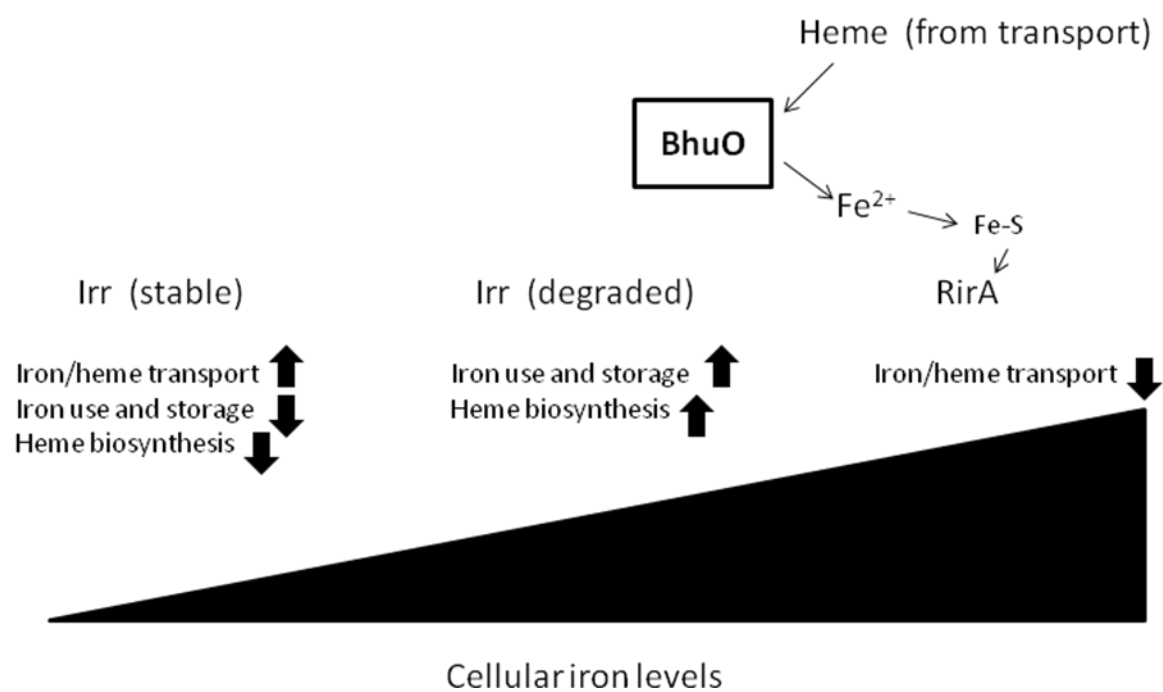 Heme (from transport)
BhuO
Fe2+
Fe-S
Irr (stable)
Irr (degraded)
RirA
Iron/heme transport
Iron use and storage
Heme biosynthesis
Iron use and storage
Heme biosynthesis
Iron/heme transport
Cellular iron levels